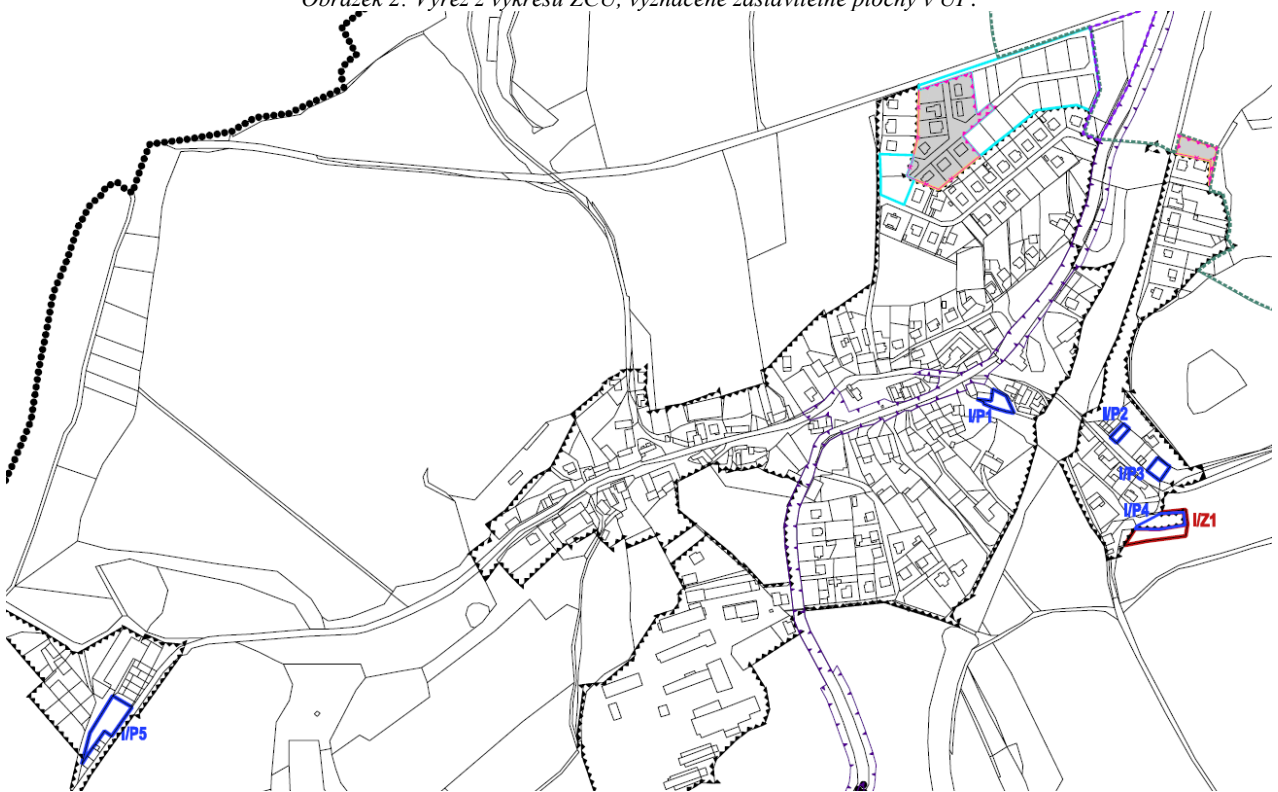 Obrázek 2: Výřez z výkresu ZČÚ, vyznačené zastavitelné plochy v ÚP.
I/P1
I/P2
I/P3
I/P4
I/Z1
I/P5